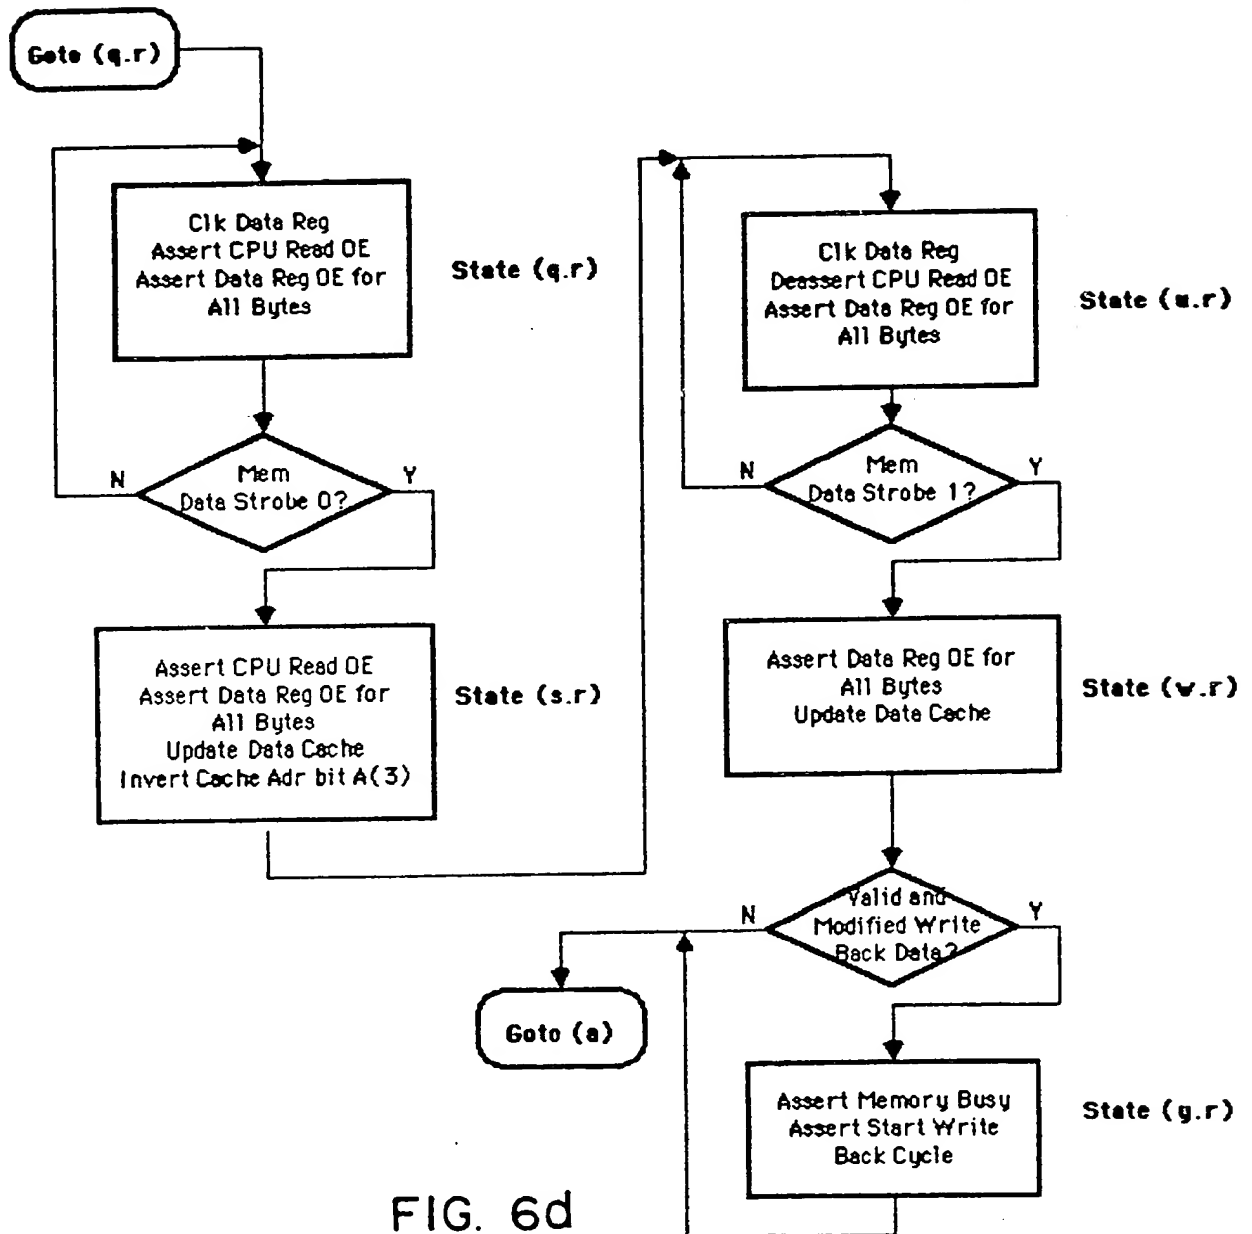 Goto (q.r)
Clk Data Reg
Assert CPU Read OE
Assert Data Reg OE for
All Bytes
State (q.r)
Mem
Data Strobe 0?
N
Y
Assert CPU Read OE
Assert Data Reg OE for
All Bytes
Update Data Cache
Invert Cache Adr bit A(3)
State (s.r)
Clk Data Reg
Deassert CPU Read OE
Assert Data Reg OE for
All Bytes
State (u.r)
Mem
Data Strobe 1?
N
Y
Assert Data Reg OE for
All Bytes
Update Data Cache
State (w.r)
Valid and
Modified Write
Back Data?
N
Y
Goto (a)
Assert Memory Busy
Assert Start Write
Back Cycle
State (y.r)
FIG. 6d